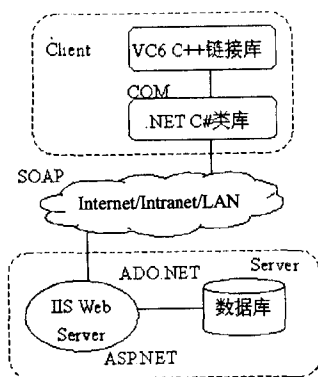 Client
VC6 C++链接库
COM
.NET C#类库
SOAP
Internet/Intranet/LAN
Server
ADO.NET
IIS Web
Server
数据库
ASP.NET